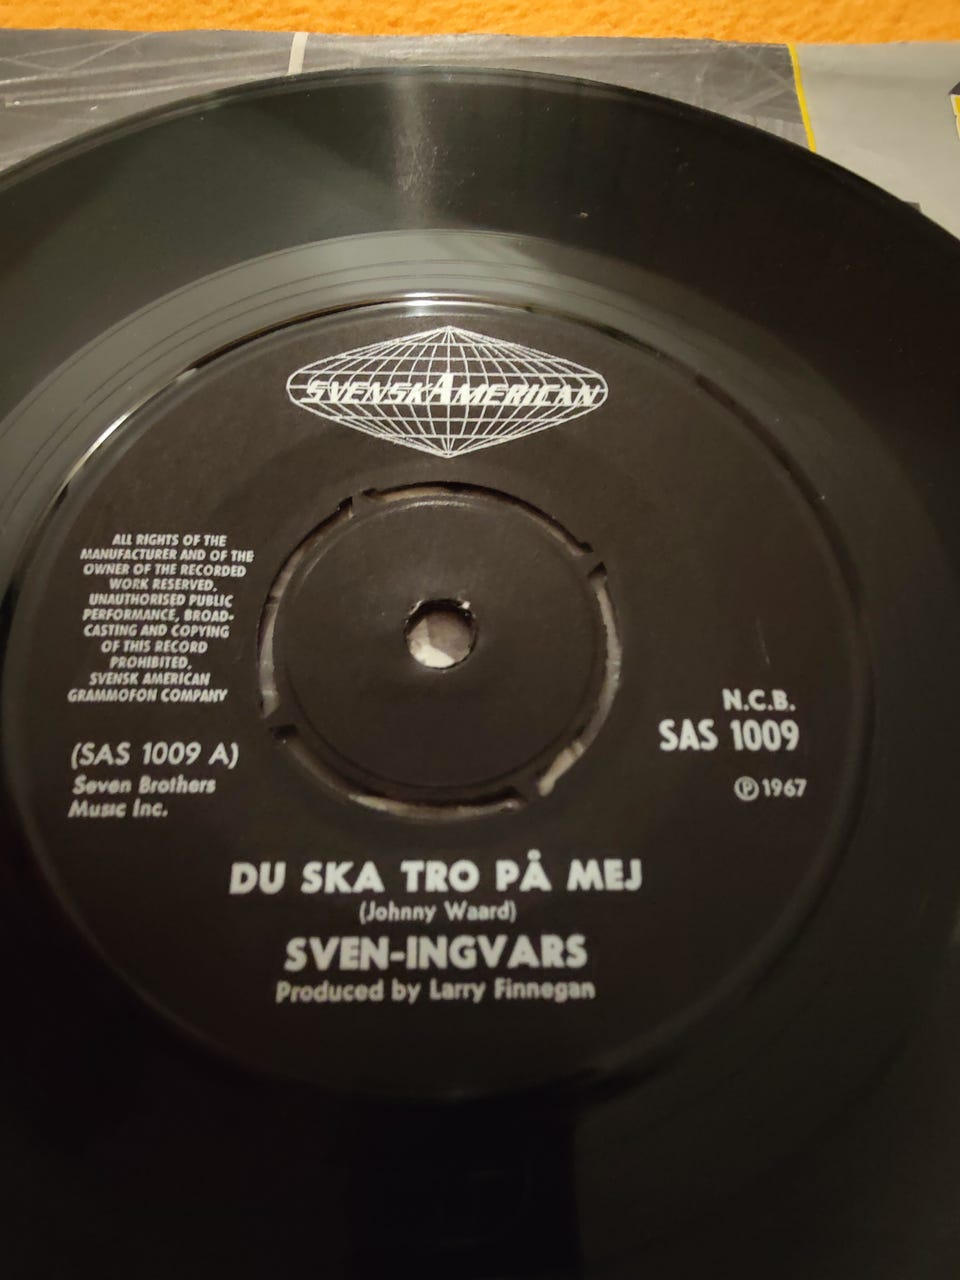 SVENSKAMERICAN
ALL RIGHTS OF THE
MANUFACTURER AND OF THE
OWNER OF THE RECORDED
WORK RESERVED.
UNAUTHORISED PUBLIC
PERFORMANCE, BROAD-
CASTING AND COPYING
OF THIS RECORD
PROHIBITED.
SVENSK AMERICAN
GRAMMOFON COMPANY
(SAS 1009 A)
Seven Brothers
Music Inc.
N.C.B.
SAS 1009
Ⓟ 1967
DU SKA TRO PÅ MEJ
(Johnny Waard)
SVEN-INGVARS
Produced by Larry Finnegan